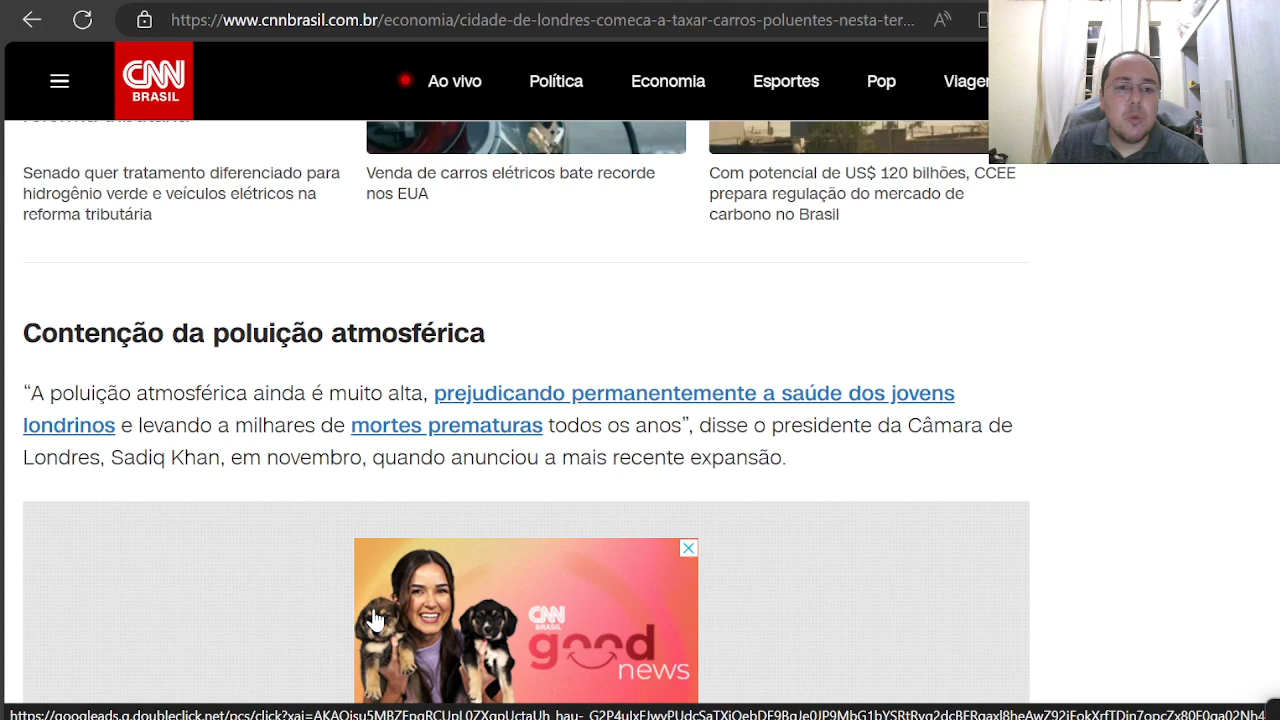 https://www.cnnbrasil.com.br/economia/cidade-de-londres-comeca-a-taxar-carros-poluentes-nesta-ter...
CNN BRASIL
Ao vivo Política Economia Esportes Pop Viagem
Senado quer tratamento diferenciado para
hidrogênio verde e veículos elétricos na
reforma tributária
Venda de carros elétricos bate recorde
nos EUA
Com potencial de US$ 120 bilhões, CCEE
prepara regulação do mercado de
carbono no Brasil
Contenção da poluição atmosférica
“A poluição atmosférica ainda é muito alta, prejudicando permanentemente a saúde dos jovens
londrinos e levando a milhares de mortes prematuras todos os anos”, disse o presidente da Câmara de
Londres, Sadiq Khan, em novembro, quando anunciou a mais recente expansão.
CNN
BRASIL
good
news